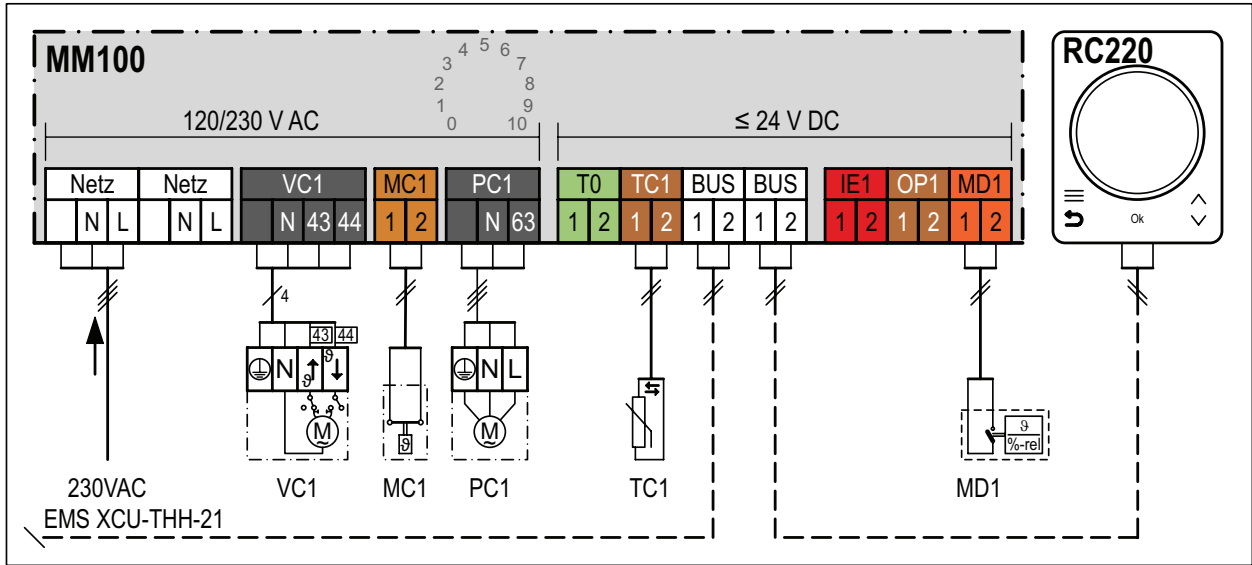 MM100
0 1 2 3 4 5 6 7 8 9 10
RC220
120/230 V AC
≤ 24 V DC
Netz Netz VC1 MC1 PC1 T0 TC1 BUS BUS IE1 OP1 MD1
N L N L N 43 44 1 2 N 63 1 2 1 2 1 2 1 2 1 2 1 2 1 2
Ok
4
43 44
N ϑ ϑ N L
M ϑ M
ϑ
%-rel
230VAC VC1 MC1 PC1 TC1 MD1
EMS XCU-THH-21